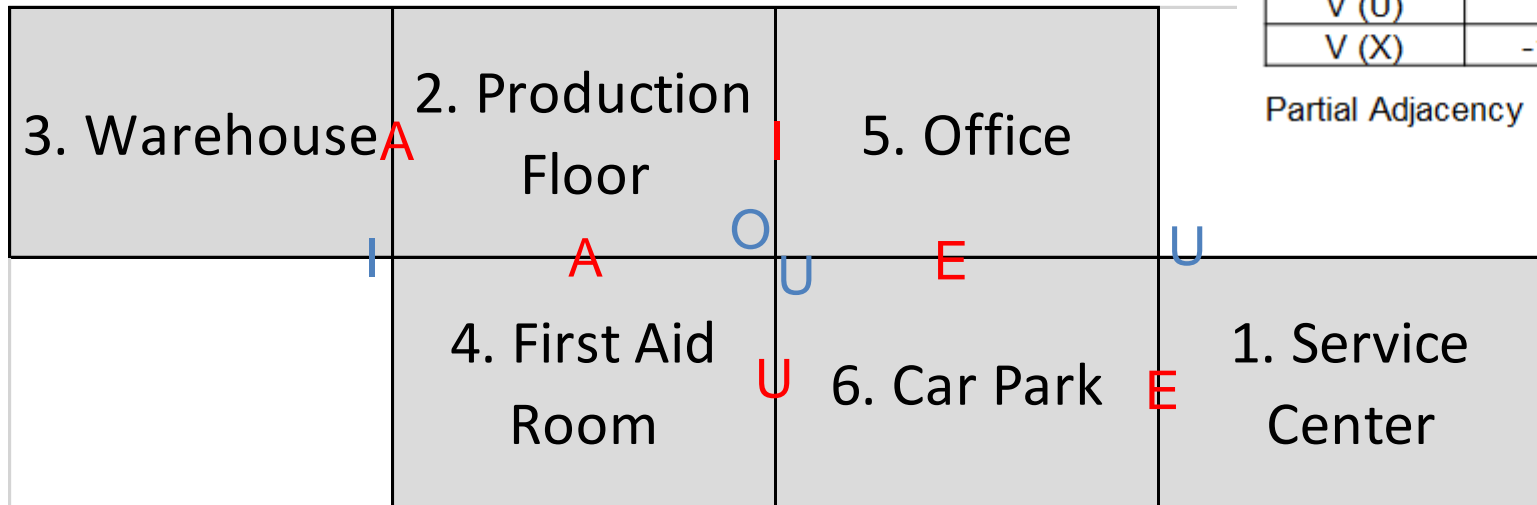 V (U)
V (X) -
Partial Adjacency
2. Production
Floor
3. Warehouse
A
I
5. Office
O
U
I
A
E
U
4. First Aid
Room
U
6. Car Park
E
1. Service
Center